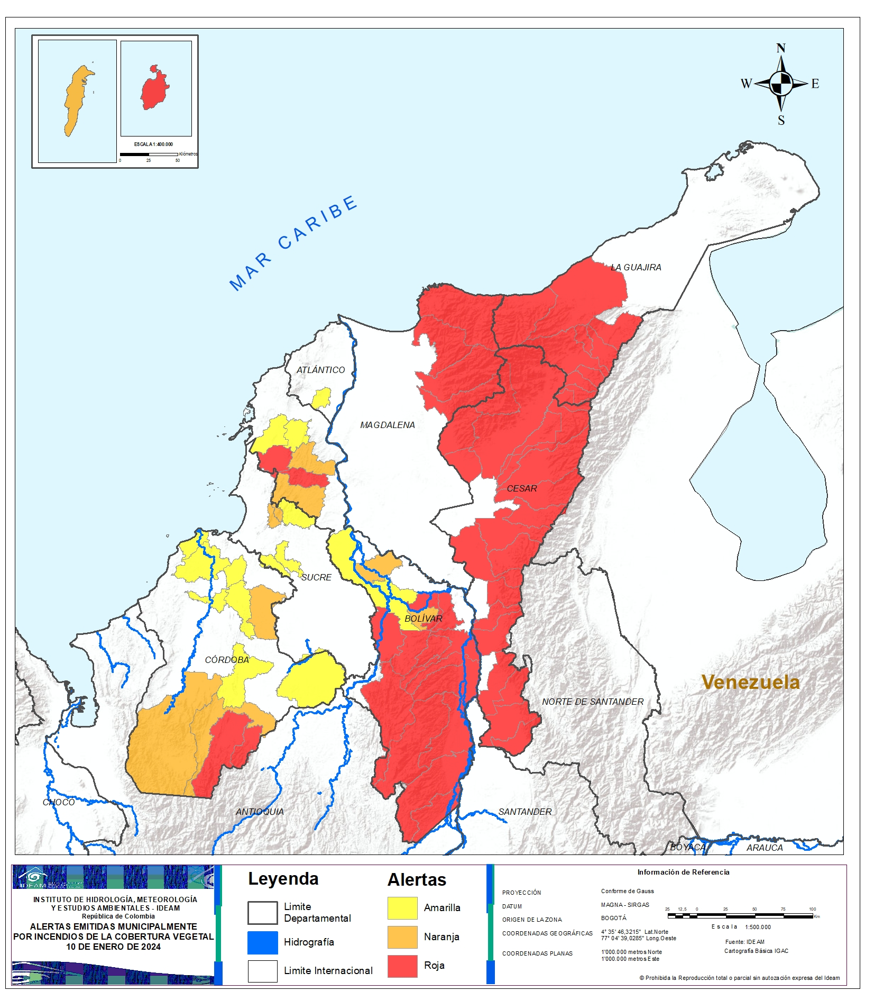 N
W
E
S
ESCALA 1:400.000
Kilómetros
0 25 50
MAR CARIBE
LA GUAJIRA
ATLÁNTICO
MAGDALENA
CESAR
SUCRE
BOLÍVAR
CÓRDOBA
Venezuela
NORTE DE SANTANDER
CHOCÓ
ANTIOQUIA
SANTANDER
BOYACÁ
ARAUCA
IDEAM
INSTITUTO DE HIDROLOGÍA, METEOROLOGÍA
Y ESTUDIOS AMBIENTALES - IDEAM
República de Colombia
ALERTAS EMITIDAS MUNICIPALMENTE
POR INCENDIOS DE LA COBERTURA VEGETAL
10 DE ENERO DE 2024
Leyenda
Limite
Departamental
Hidrografía
Limite Internacional
Alertas
Amarilla
Naranja
Roja
Información de Referencia
PROYECCIÓN Conforme de Gauss
DATUM MAGNA - SIRGAS
ORIGEN DE LA ZONA BOGOTÁ
COORDENADAS GEOGRÁFICAS 4° 35' 46,3215" Lat.Norte
77° 04' 39,0285" Long.Oeste
COORDENADAS PLANAS 1'000.000 metros Norte
1'000.000 metros Este
25 12,5 0 25 50 75 100
Km
Escala 1:500.000
Fuente: IDEAM
Cartografía Básica IGAC
© Prohibida la Reproducción total o parcial sin autozación expresa del Ideam